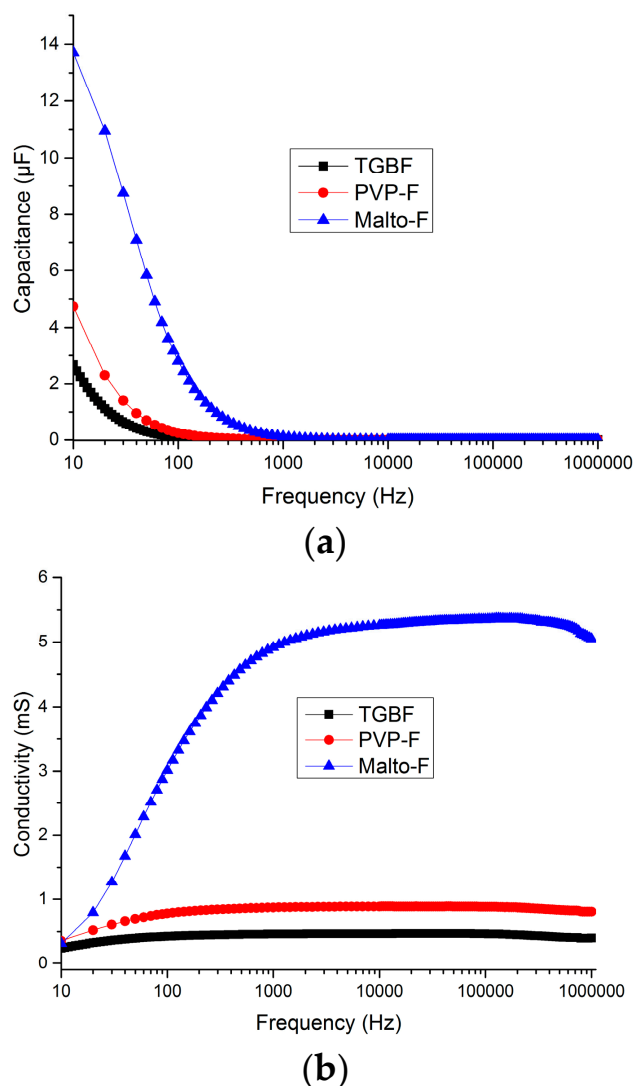 14
12
10
8
6
4
2
0
Capacitance (µF)
TGBF
PVP-F
Malto-F
10 100 1000 10000 100000 1000000
Frequency (Hz)
(a)
6
5
4
3
2
1
0
Conductivity (mS)
TGBF
PVP-F
Malto-F
10 100 1000 10000 100000 1000000
Frequency (Hz)
(b)